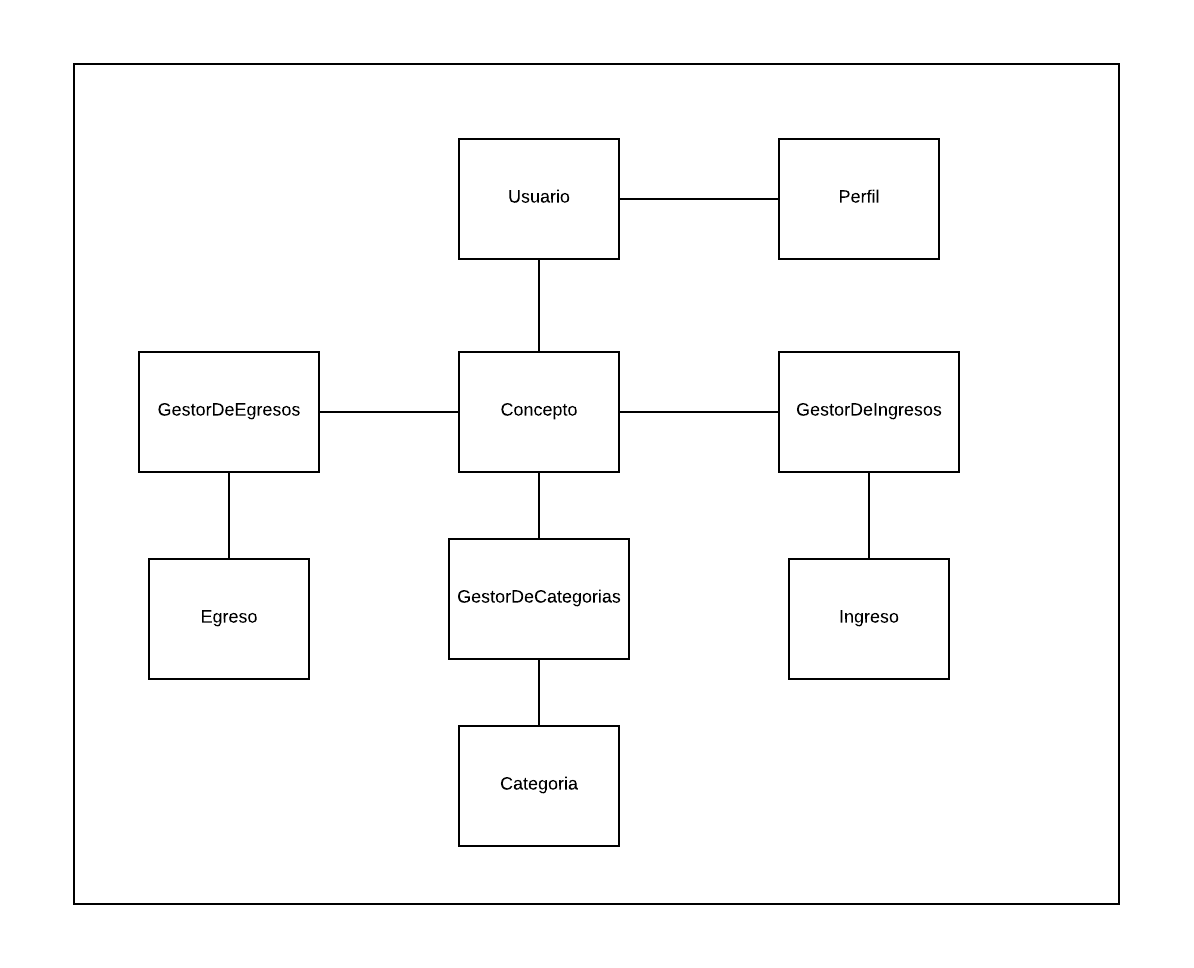 Usuario
Perfil
GestorDeEgresos
Concepto
GestorDeIngresos
Egreso
GestorDeCategorias
Ingreso
Categoria